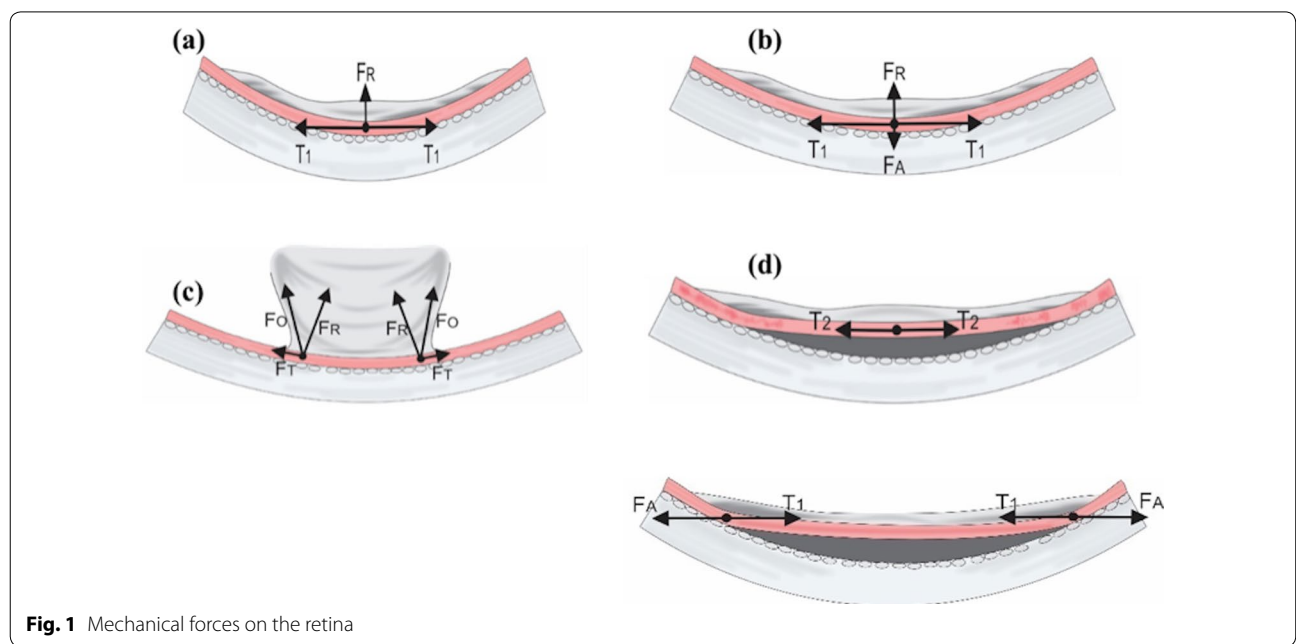 (a)
FR
T1 T1
(b)
FR
T1 T1
FA
(c)
FO FR FR FO
FT FT
(d)
T2 T2
FA T1 T1 FA
Fig. 1 Mechanical forces on the retina